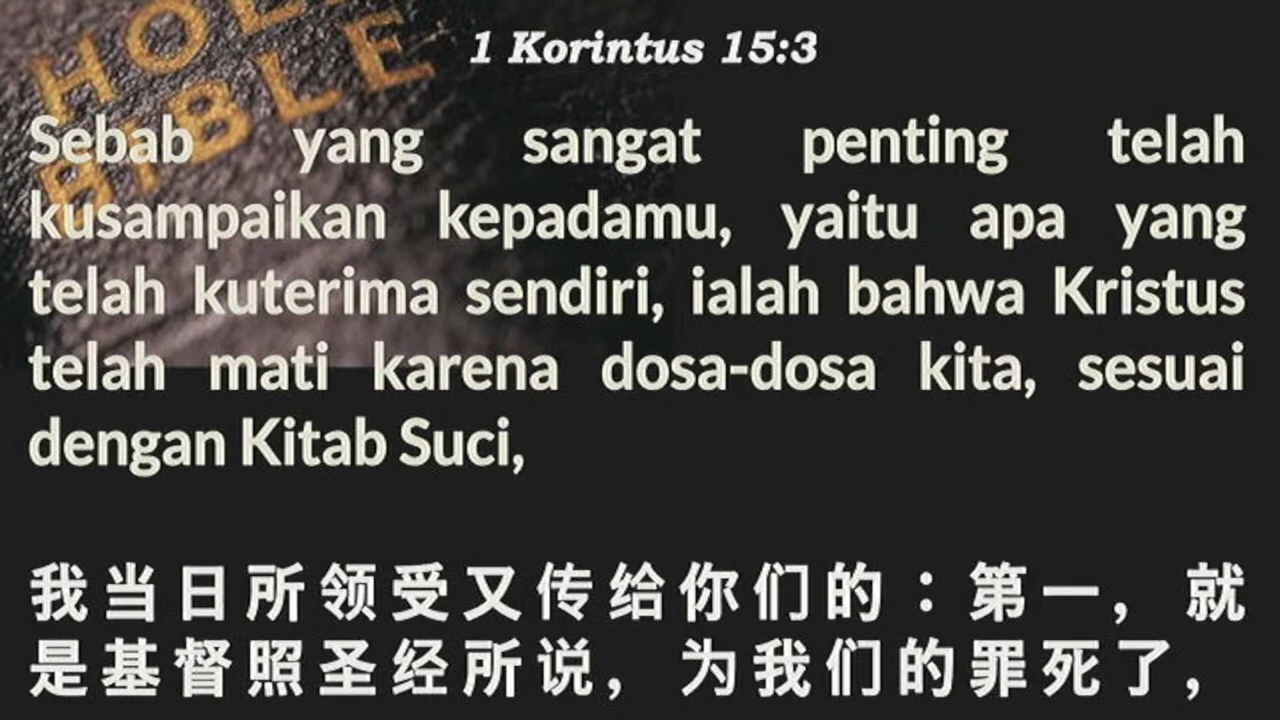 HOLY
BIBLE
1 Korintus 15:3
Sebab yang sangat penting telah
kusampaikan kepadamu, yaitu apa yang
telah kuterima sendiri, ialah bahwa Kristus
telah mati karena dosa-dosa kita, sesuai
dengan Kitab Suci,
我当日所领受又传给你们的：第一，就
是基督照圣经所说，为我们的罪死了，